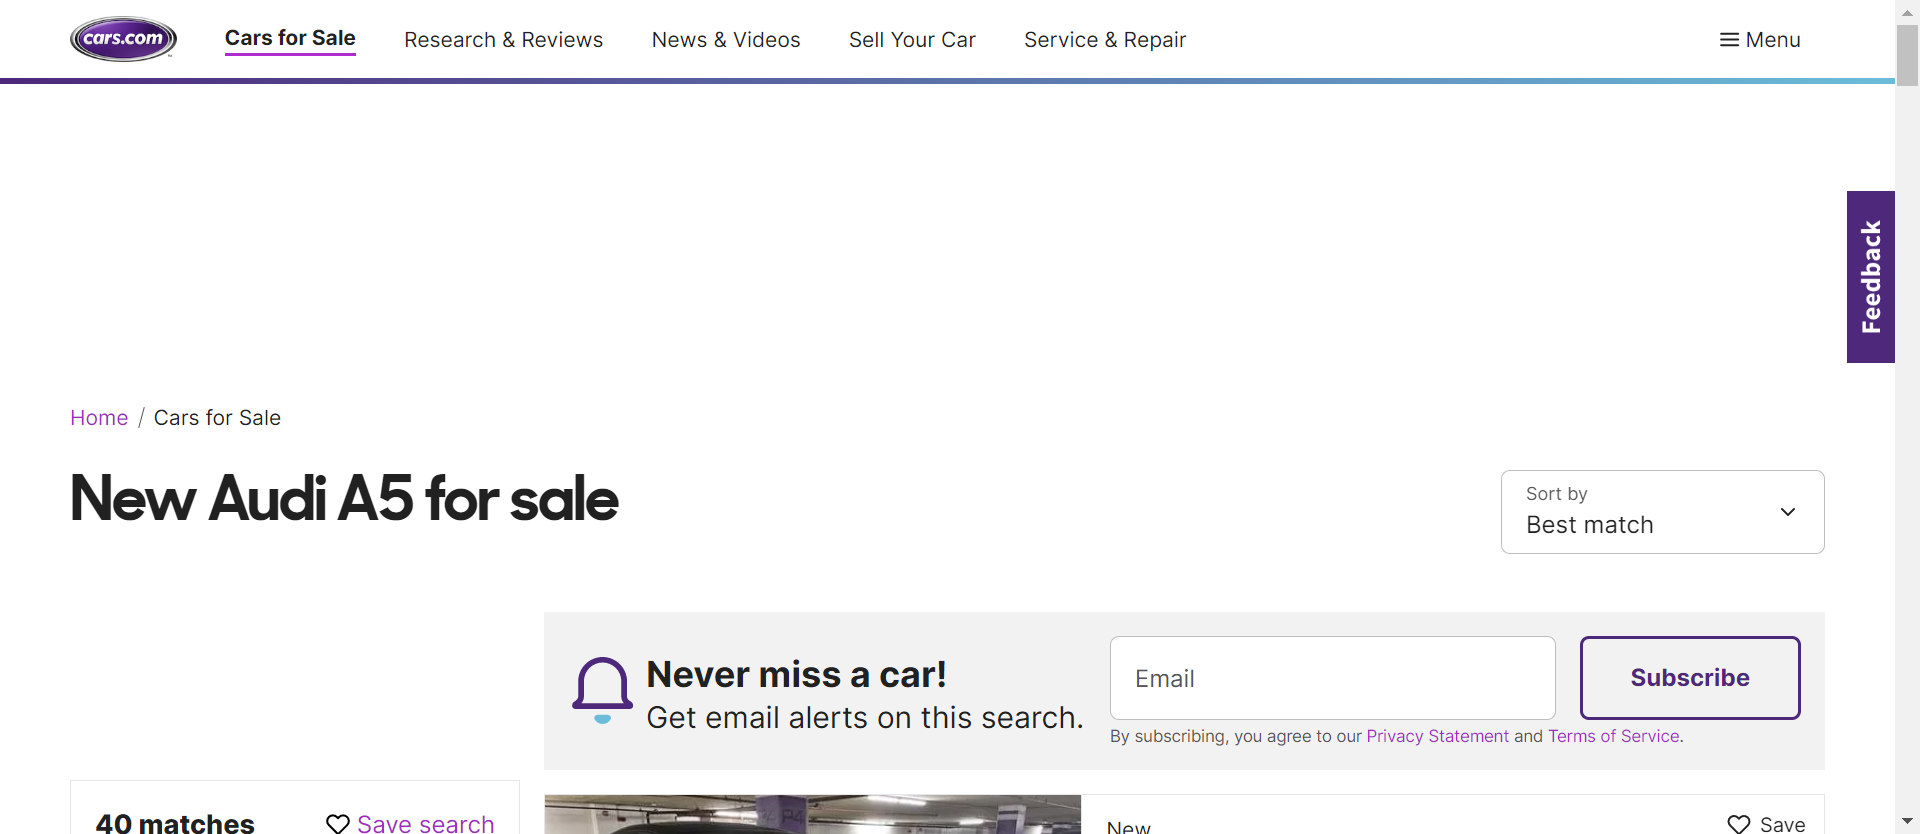 cars.com
Cars for Sale
Research & Reviews
News & Videos
Sell Your Car
Service & Repair
Menu
Feedback
Home / Cars for Sale
New Audi A5 for sale
Sort by
Best match
Never miss a car!
Get email alerts on this search.
Email
Subscribe
By subscribing, you agree to our Privacy Statement and Terms of Service.
40 matches
Save search
New
Save